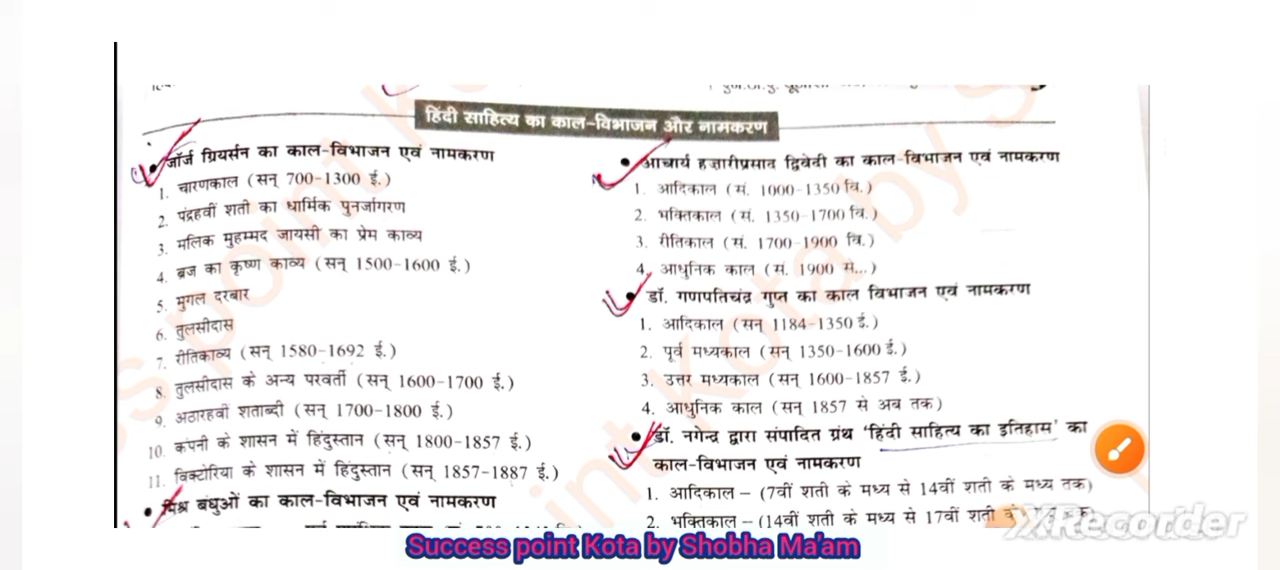 हिंदी साहित्य का काल-विभाजन और नामकरण
• जॉर्ज ग्रियर्सन का काल-विभाजन एवं नामकरण
1. चारणकाल (सन् 700-1300 ई.)
2. पंद्रहवीं शती का धार्मिक पुनर्जागरण
3. मलिक मुहम्मद जायसी का प्रेम काव्य
4. ब्रज का कृष्ण काव्य (सन् 1500-1600 ई.)
5. मुगल दरबार
6. तुलसीदास
7. रीतिकाव्य (सन् 1580-1692 ई.)
8. तुलसीदास के अन्य परवर्ती (सन् 1600-1700 ई.)
9. अठारहवीं शताब्दी (सन् 1700-1800 ई.)
10. कंपनी के शासन में हिंदुस्तान (सन् 1800-1857 ई.)
11. विक्टोरिया के शासन में हिंदुस्तान (सन् 1857-1887 ई.)
• मिश्र बंधुओं का काल-विभाजन एवं नामकरण
• आचार्य हज़ारीप्रसाद द्विवेदी का काल-विभाजन एवं नामकरण
1. आदिकाल (सं. 1000-1350 वि.)
2. भक्तिकाल (सं. 1350-1700 वि.)
3. रीतिकाल (सं. 1700-1900 वि.)
4. आधुनिक काल (सं. 1900 से...)
• डॉ. गणपतिचंद्र गुप्त का काल विभाजन एवं नामकरण
1. आदिकाल (सन् 1184-1350 ई.)
2. पूर्व मध्यकाल (सन् 1350-1600 ई.)
3. उत्तर मध्यकाल (सन् 1600-1857 ई.)
4. आधुनिक काल (सन् 1857 से अब तक)
• डॉ. नगेन्द्र द्वारा संपादित ग्रंथ 'हिंदी साहित्य का इतिहास' का
काल-विभाजन एवं नामकरण
1. आदिकाल – (7वीं शती के मध्य से 14वीं शती के मध्य तक)
2. भक्तिकाल – (14वीं शती के मध्य से 17वीं शती
XRecorder
Success point Kota by Shobha Ma'am